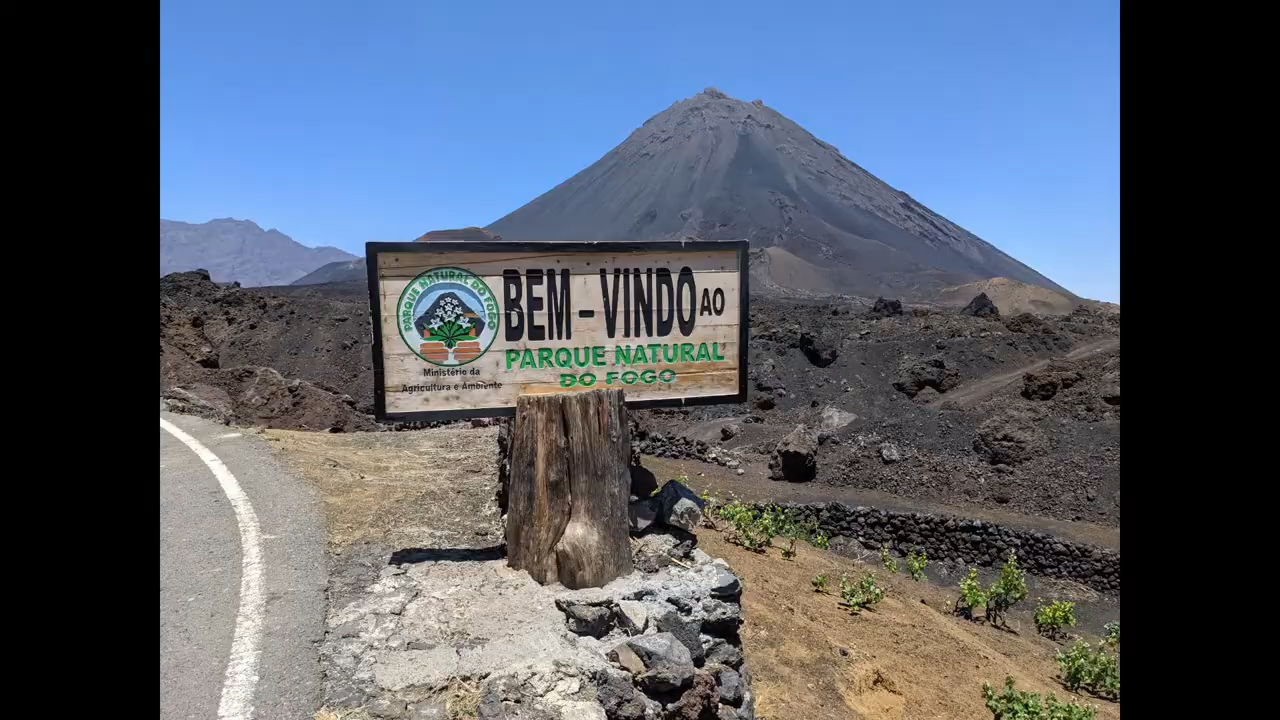 PARQUE NATURAL DO FOGO
Ministério da
Agricultura e Ambiente
BEM - VINDO AO
PARQUE NATURAL
DO FOGO